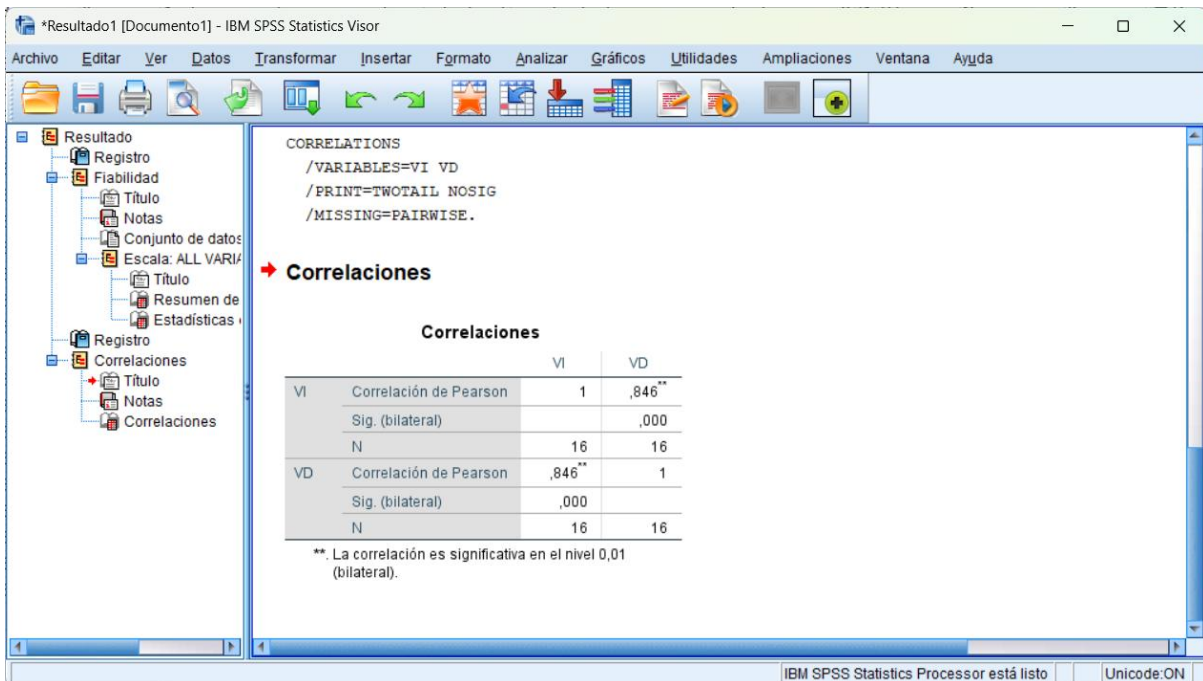 *Resultado1 [Documento1] - IBM SPSS Statistics Visor
Archivo Editar Ver Datos Transformar Insertar Formato Analizar Gráficos Utilidades Ampliaciones Ventana Ayuda
Resultado
Registro
Fiabilidad
Título
Notas
Conjunto de datos
Escala: ALL VARIA
Título
Resumen de
Estadísticas
Registro
Correlaciones
Título
Notas
Correlaciones
CORRELATIONS
/VARIABLES=VI VD
/PRINT=TWOTAIL NOSIG
/MISSING=PAIRWISE.
Correlaciones
Correlaciones
VI VD
VI Correlación de Pearson 1 ,846**
Sig. (bilateral) ,000
N 16 16
VD Correlación de Pearson ,846** 1
Sig. (bilateral) ,000
N 16 16
**. La correlación es significativa en el nivel 0,01
(bilateral).
IBM SPSS Statistics Processor está listo Unicode:ON